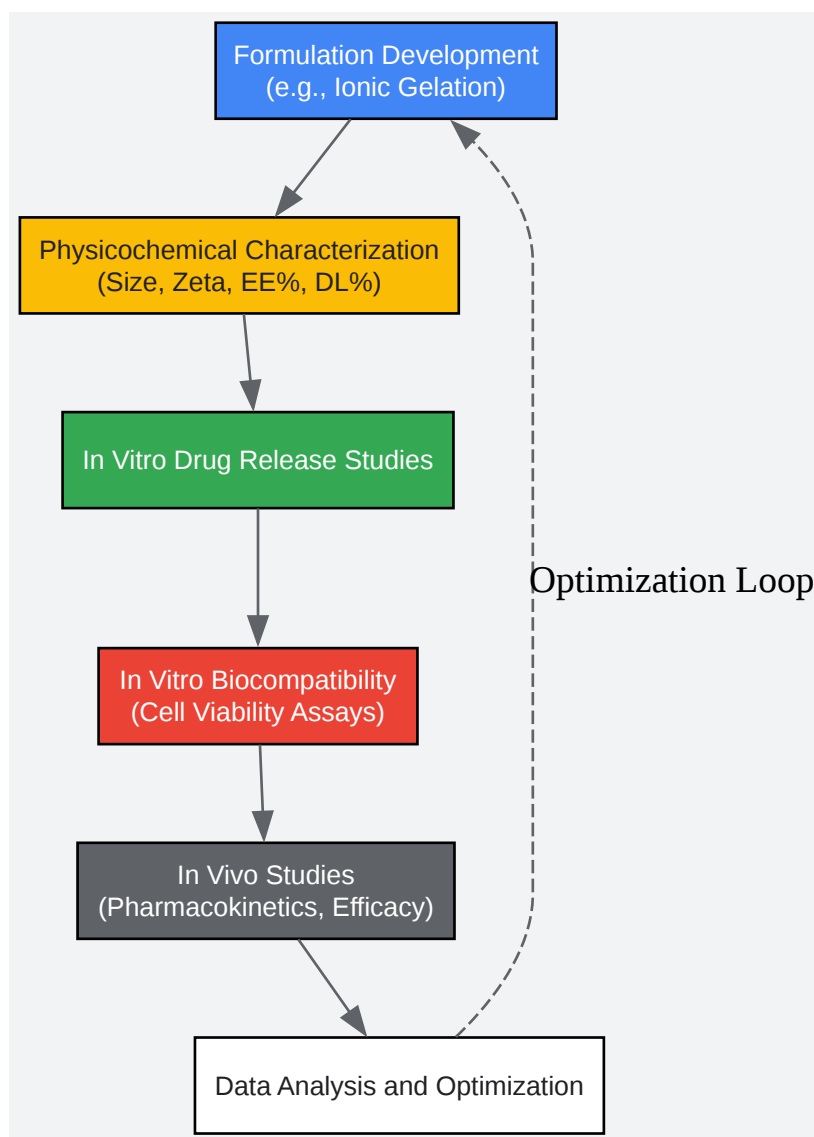 Formulation Development
(e.g., Ionic Gelation)
Physicochemical Characterization
(Size, Zeta, EE%, DL%)
In Vitro Drug Release Studies
Optimization Loop
In Vitro Biocompatibility
(Cell Viability Assays)
In Vivo Studies
(Pharmacokinetics, Efficacy)
Data Analysis and Optimization